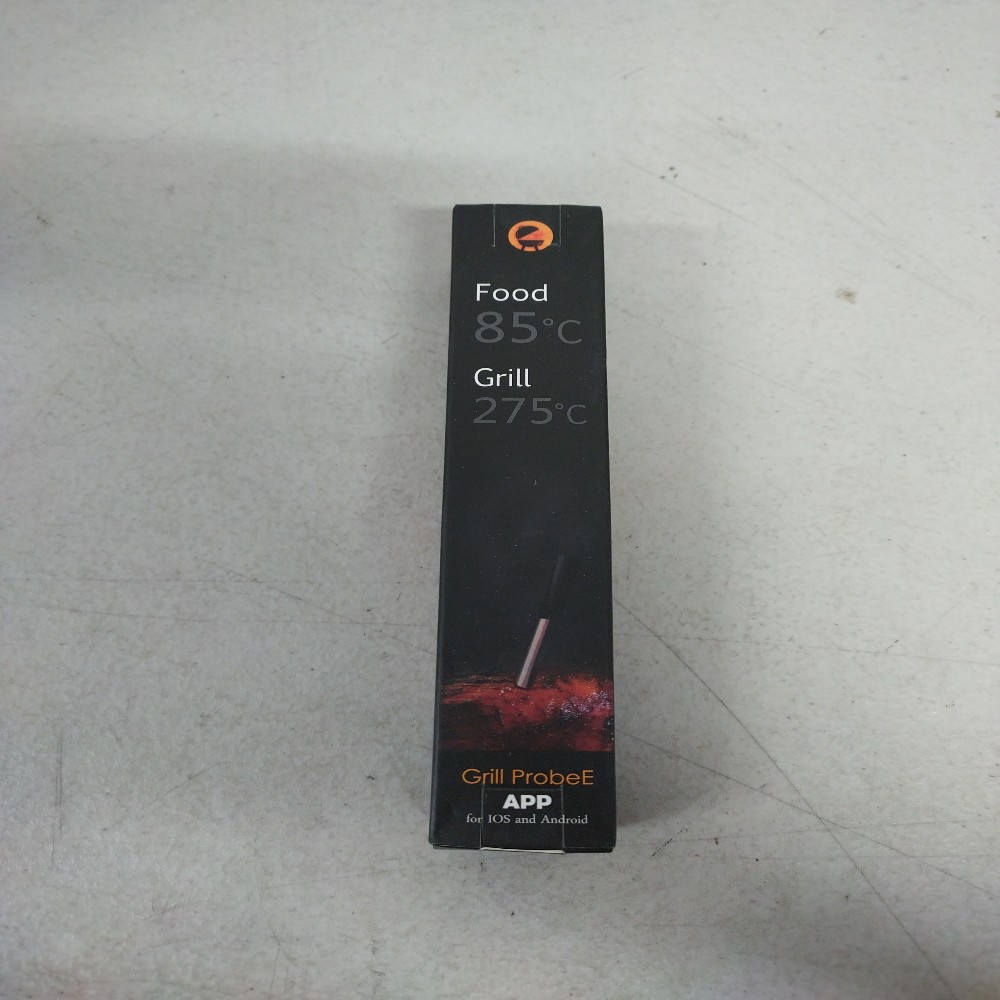 Food
85°C
Grill
275°C
Grill ProbeE
APP
for IOS and Android